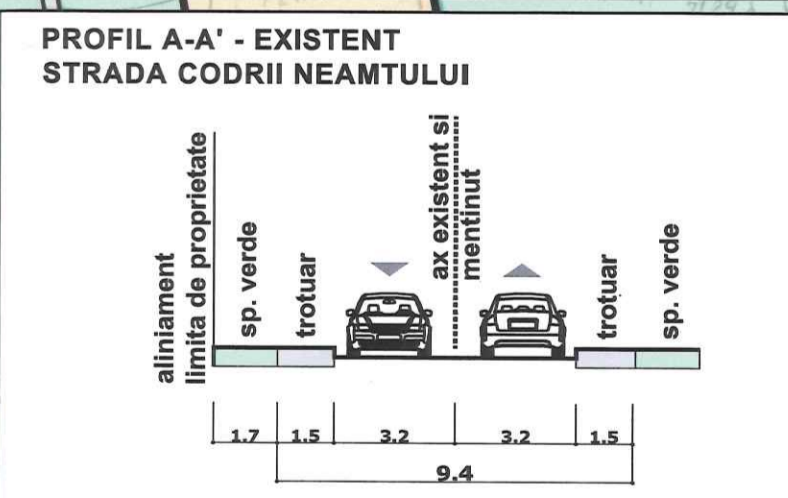 PROFIL A-A' - EXISTENT
STRADA CODRII NEAMTULUI
aliniament
limita de proprietate
sp. verde
trotuar
ax existent si
mentinut
trotuar
sp. verde
1.7 1.5 3.2 3.2 1.5
9.4